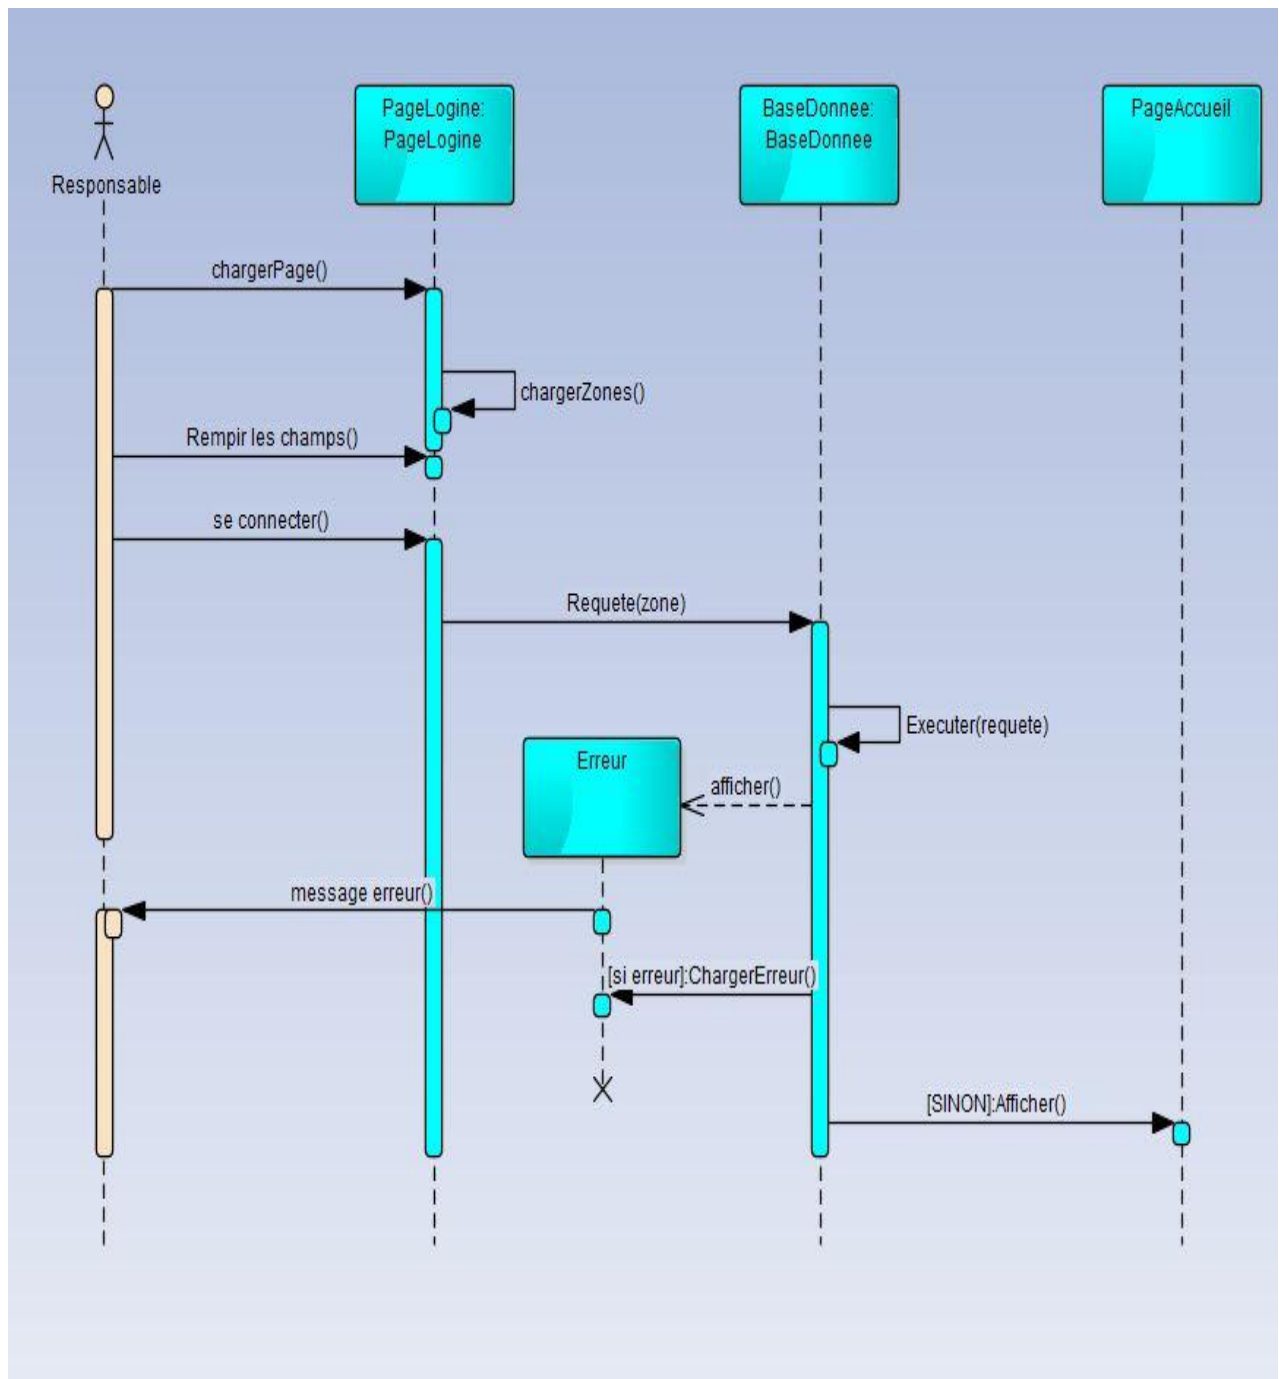 PageLogine:
PageLogine
BaseDonnee:
BaseDonnee
PageAccueil
Responsable
chargerPage()
chargerZones()
Rempir les champs()
se connecter()
Requete(zone)
Executer(requete)
Erreur
afficher()
message erreur()
[si erreur]:ChargerErreur()
[SINON]:Afficher()